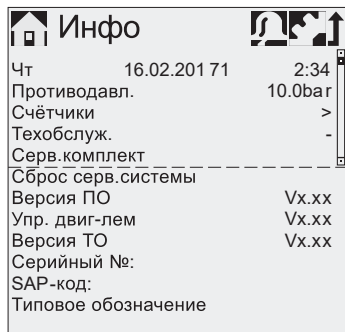 Инфо
Чт 16.02.201 71 2:34
Противодавл. 10.0bar
Счётчики >
Техобслуж. -
Серв.комплект
Сброс серв.системы
Версия ПО Vx.xx
Упр. двиг-лем Vx.xx
Версия ТО Vx.xx
Серийный №:
SAP-код:
Типовое обозначение